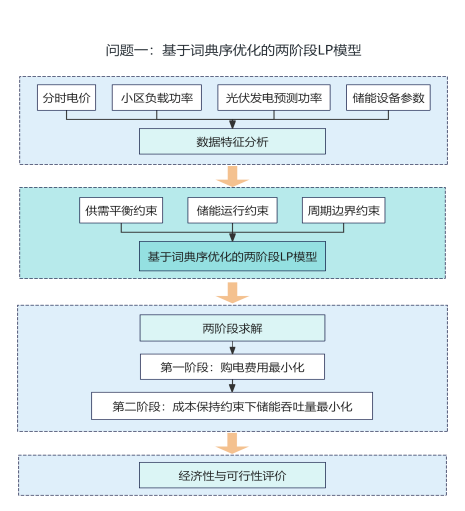 问题一：基于词典序优化的两阶段LP模型
分时电价
小区负载功率
光伏发电预测功率
储能设备参数
数据特征分析
供需平衡约束
储能运行约束
周期边界约束
基于词典序优化的两阶段LP模型
两阶段求解
第一阶段：购电费用最小化
第二阶段：成本保持约束下储能吞吐量最小化
经济性与可行性评价